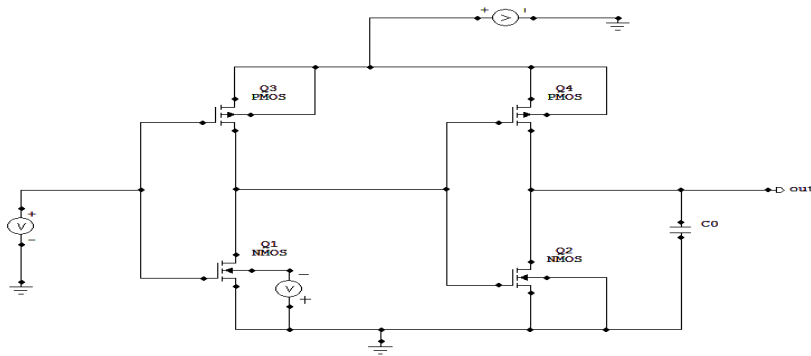 + V -
Q3
PMOS
Q4
PMOS
out
+
V
-
C0
Q1
NMOS
Q2
NMOS
-
V
+